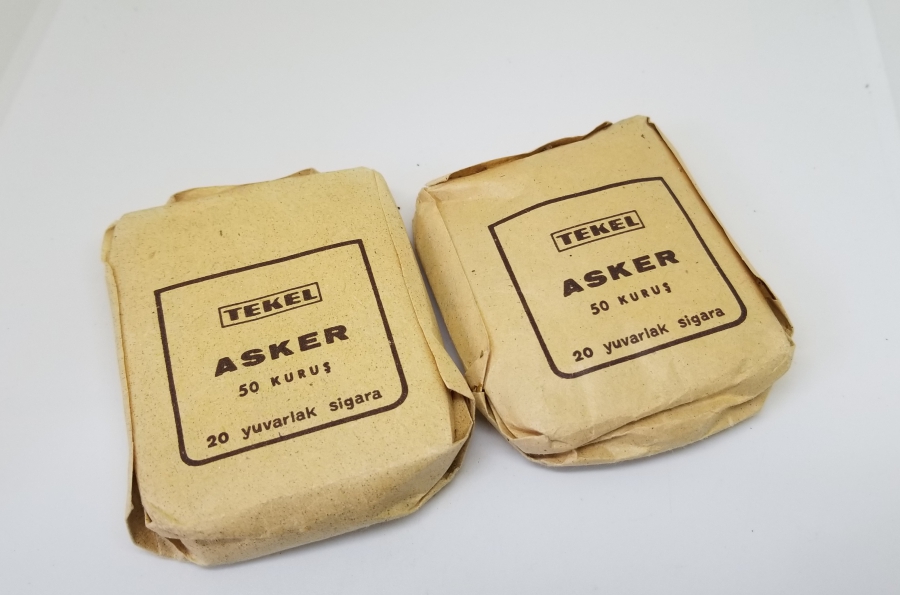 TEKEL
ASKER
50 KURUŞ
20 yuvarlak sigara
TEKEL
ASKER
50 KURUŞ
20 yuvarlak sigara